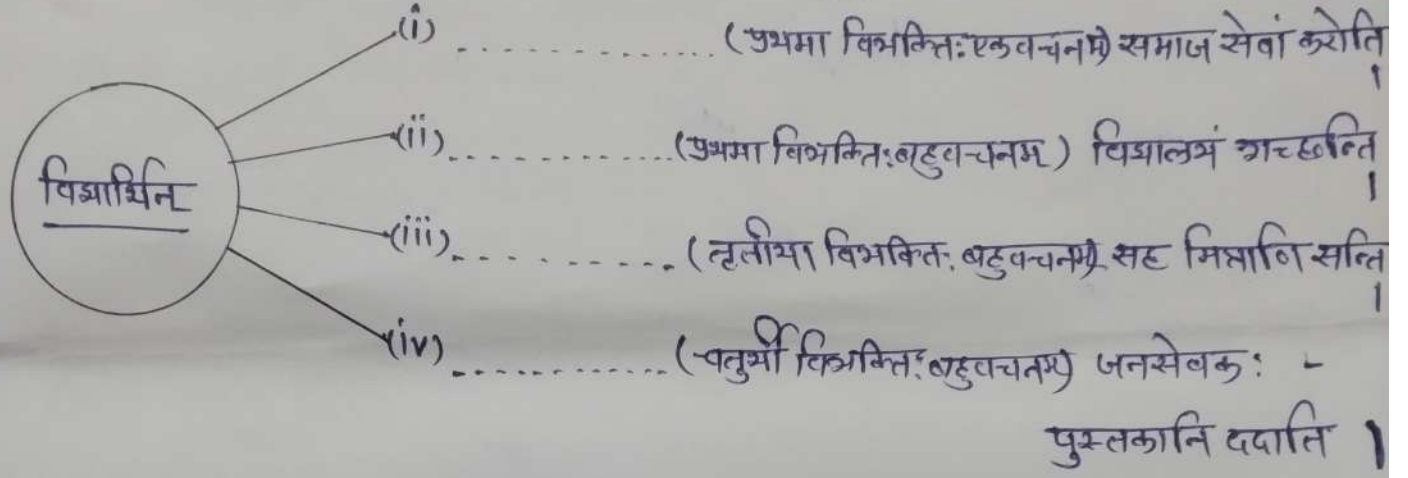 (i) ............... (प्रथमा विभक्तिः एकवचनम्) समाज सेवां करोति।
विद्यार्थिन्
(ii) ............... (प्रथमा विभक्तिः बहुवचनम्) विद्यालयं गच्छन्ति।
(iii) ............... (तृतीया विभक्तिः बहुवचनम्) सह मित्राणि सन्ति।
(iv) ............... (चतुर्थी विभक्तिः बहुवचनम्) जनसेवकः -
पुस्तकानि ददाति।